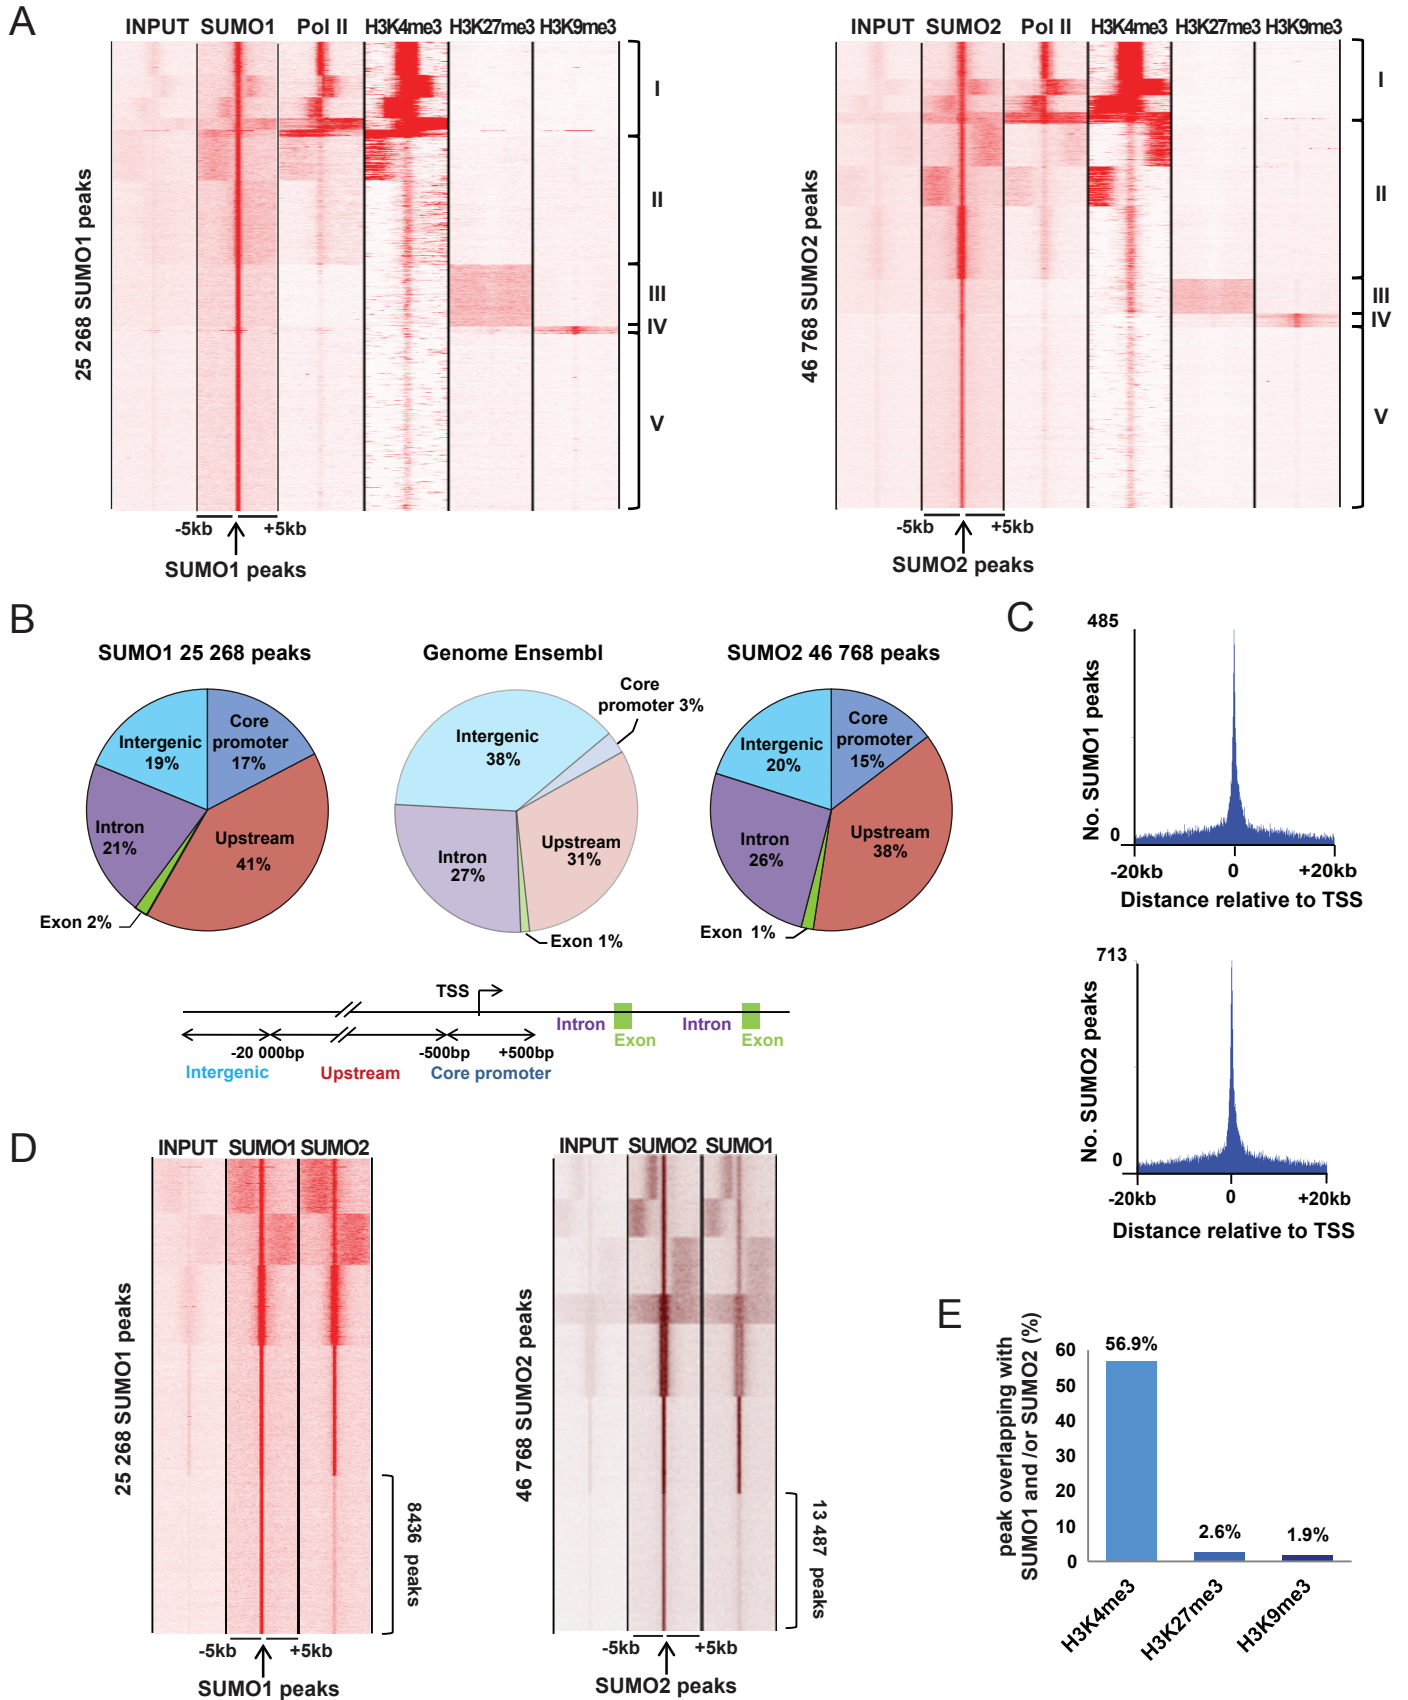 A
INPUT SUMO1 Pol II H3K4me3 H3K27me3 H3K9me3
25 268 SUMO1 peaks
I
II
III
IV
V
-5kb +5kb
SUMO1 peaks
INPUT SUMO2 Pol II H3K4me3 H3K27me3 H3K9me3
46 768 SUMO2 peaks
I
II
III
IV
V
-5kb +5kb
SUMO2 peaks
B
SUMO1 25 268 peaks
Intergenic
19%
Core
promoter
17%
Intron
21%
Upstream
41%
Exon 2%
Genome Ensembl
Core
promoter 3%
Intergenic
38%
Upstream
31%
Intron
27%
Exon 1%
SUMO2 46 768 peaks
Intergenic
20%
Core
promoter
15%
Intron
26%
Upstream
38%
Exon 1%
TSS
Intron
Exon
Intron
Exon
-20 000bp
-500bp
+500bp
Intergenic
Upstream
Core promoter
C
485
No. SUMO1 peaks
0
-20kb 0 +20kb
Distance relative to TSS
713
No. SUMO2 peaks
0
-20kb 0 +20kb
Distance relative to TSS
D
INPUT SUMO1 SUMO2
25 268 SUMO1 peaks
8436 peaks
-5kb +5kb
SUMO1 peaks
INPUT SUMO2 SUMO1
46 768 SUMO2 peaks
13 487 peaks
-5kb +5kb
SUMO2 peaks
E
peak overlapping with
SUMO1 and /or SUMO2 (%)
60
50
40
30
20
10
0
56.9%
2.6%
1.9%
H3K4me3
H3K27me3
H3K9me3